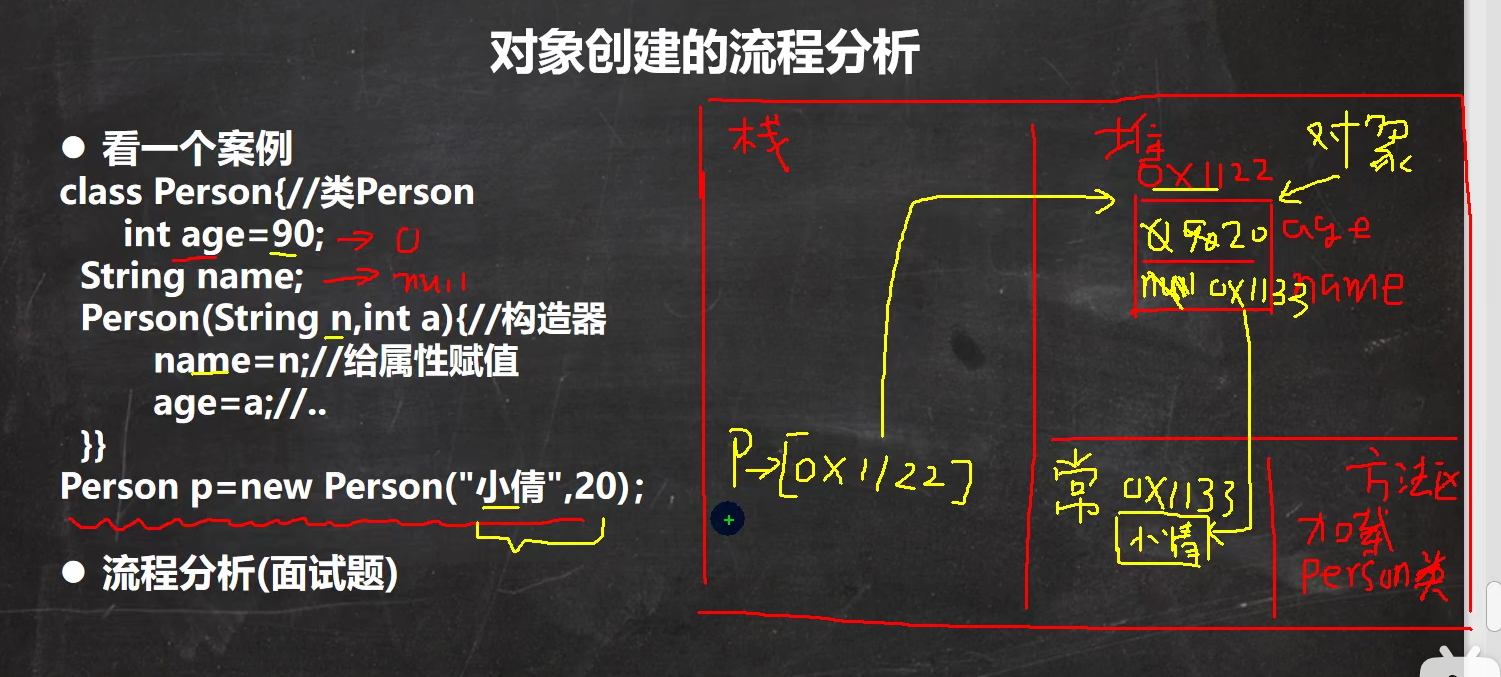 对象创建的流程分析
● 看一个案例
class Person{//类Person
int age=90; → 0
String name; → null
Person(String n,int a){//构造器
name=n;//给属性赋值
age=a;//..
}}
Person p=new Person("小倩",20);
● 流程分析(面试题)
栈
P→[0X1122]
堆
对象
0X1122
20 age
0X1133 name
常 0X1133
小情
方法区
加载
Person类